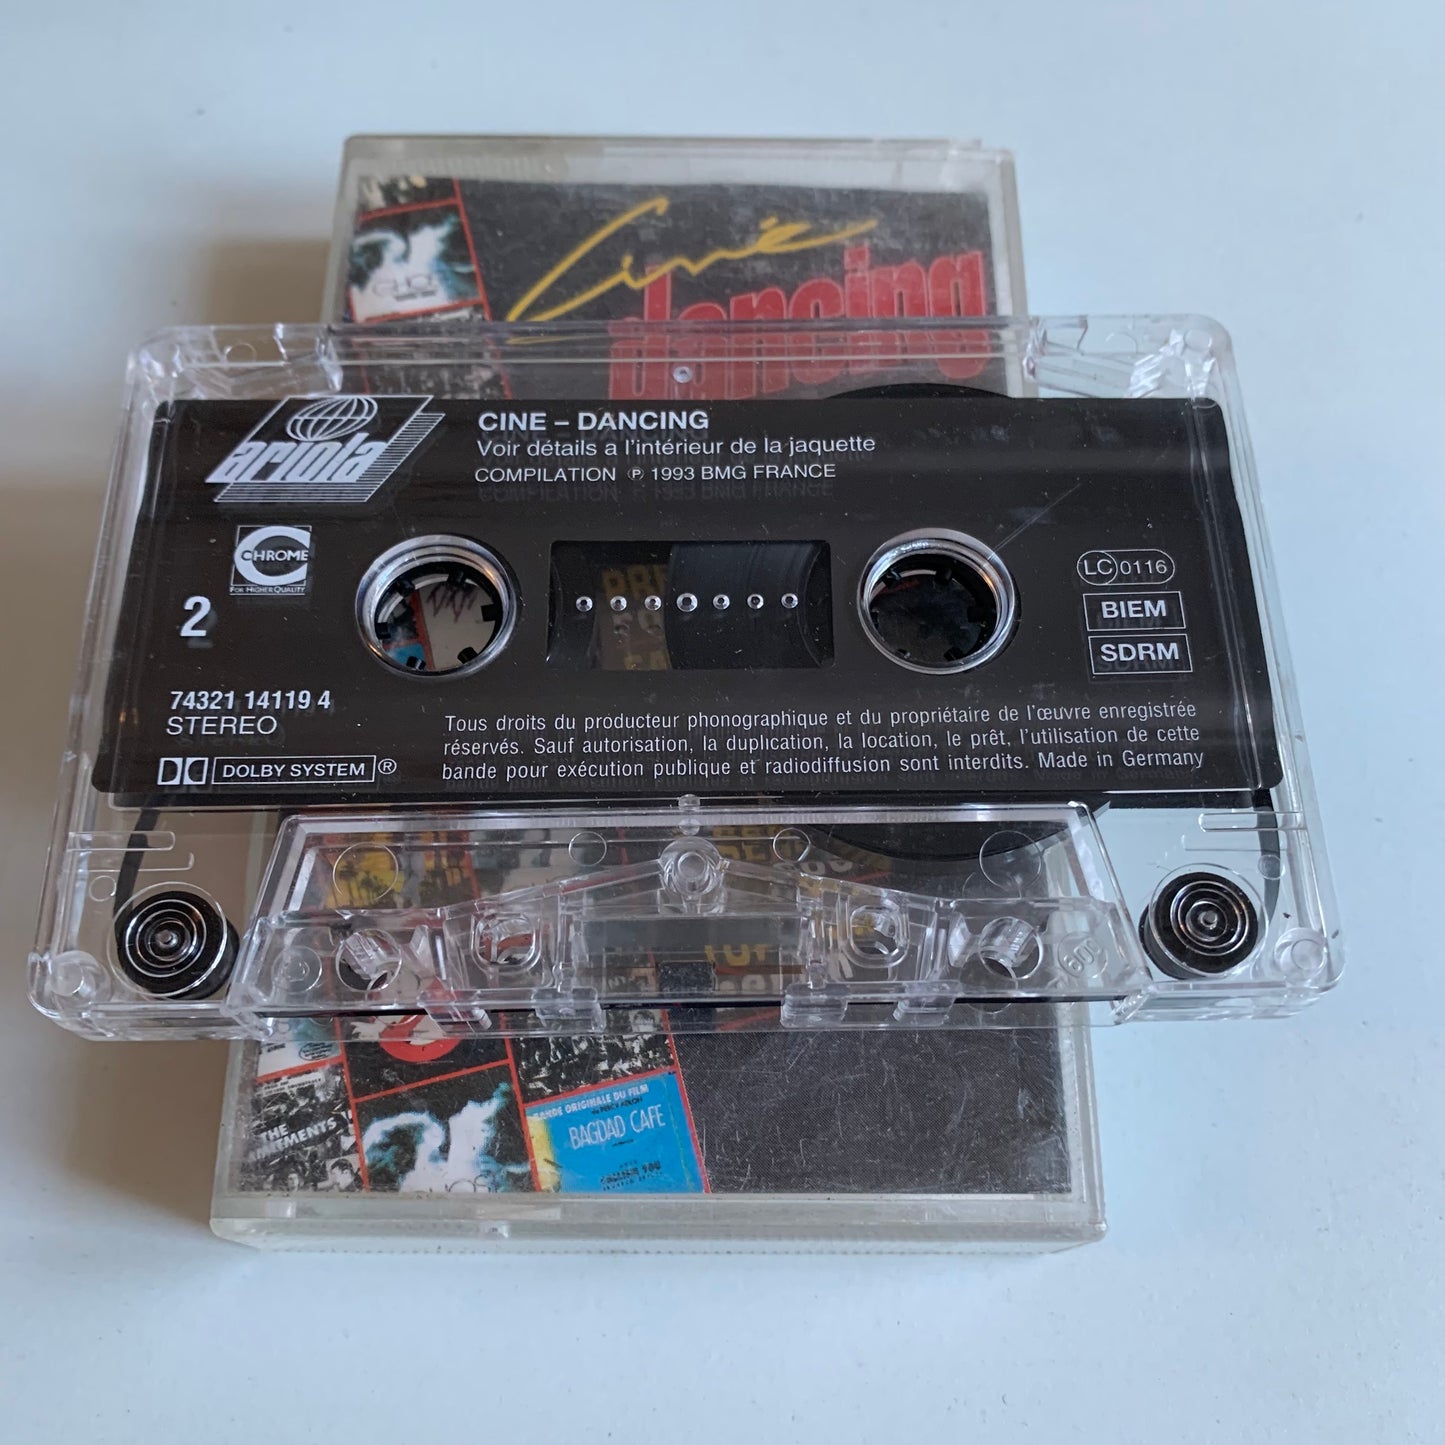 Ciné
dancing
ariola
CINE – DANCING
Voir détails a l'intérieur de la jaquette
COMPILATION ℗ 1993 BMG FRANCE
CHROME
FOR HIGHER QUALITY
2
LC 0116
BIEM
SDRM
74321 14119 4
STEREO
DOLBY SYSTEM ®
Tous droits du producteur phonographique et du propriétaire de l'œuvre enregistrée
réservés. Sauf autorisation, la duplication, la location, le prêt, l'utilisation de cette
bande pour exécution publique et radiodiffusion sont interdits. Made in Germany
60
THE
BANDE ORIGINALE DU FILM
BAGDAD CAFE